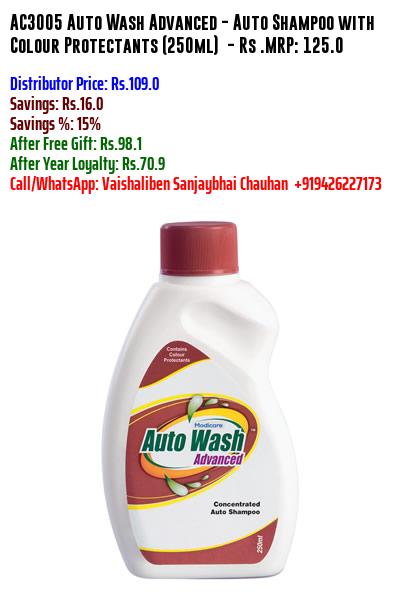 AC3005 Auto Wash Advanced - Auto Shampoo with
Colour Protectants (250ml) - Rs .MRP: 125.0
Distributor Price: Rs.109.0
Savings: Rs.16.0
Savings %: 15%
After Free Gift: Rs.98.1
After Year Loyalty: Rs.70.9
Call/WhatsApp: Vaishaliben Sanjaybhai Chauhan +919426227173
Contains
Colour
Protectants
Modicare
Auto Wash
Advanced
Concentrated
Auto Shampoo
250ml